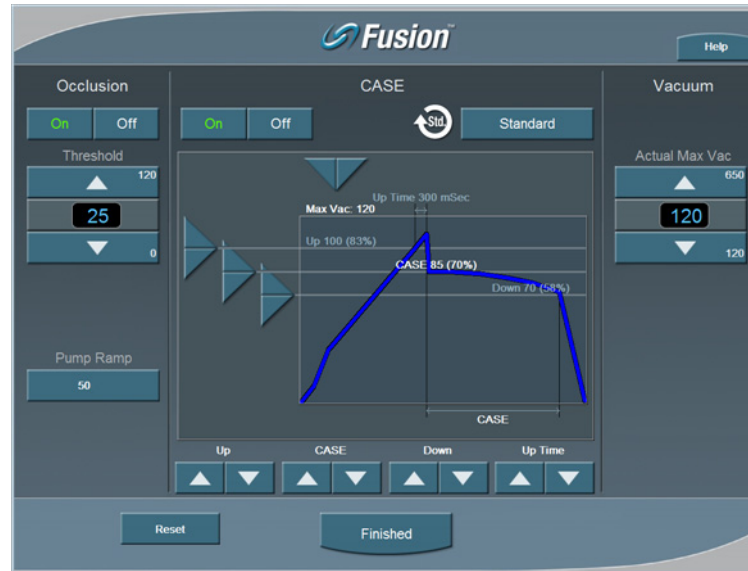 Fusion™
Help
Occlusion
On
Off
Threshold
120
25
0
Pump Ramp
50
CASE
On
Off
Std.
Standard
Up Time 300 mSec
Max Vac: 120
Up 100 (83%)
CASE 85 (70%)
Down 70 (58%)
CASE
Up
CASE
Down
Up Time
Vacuum
Actual Max Vac
650
120
120
Reset
Finished